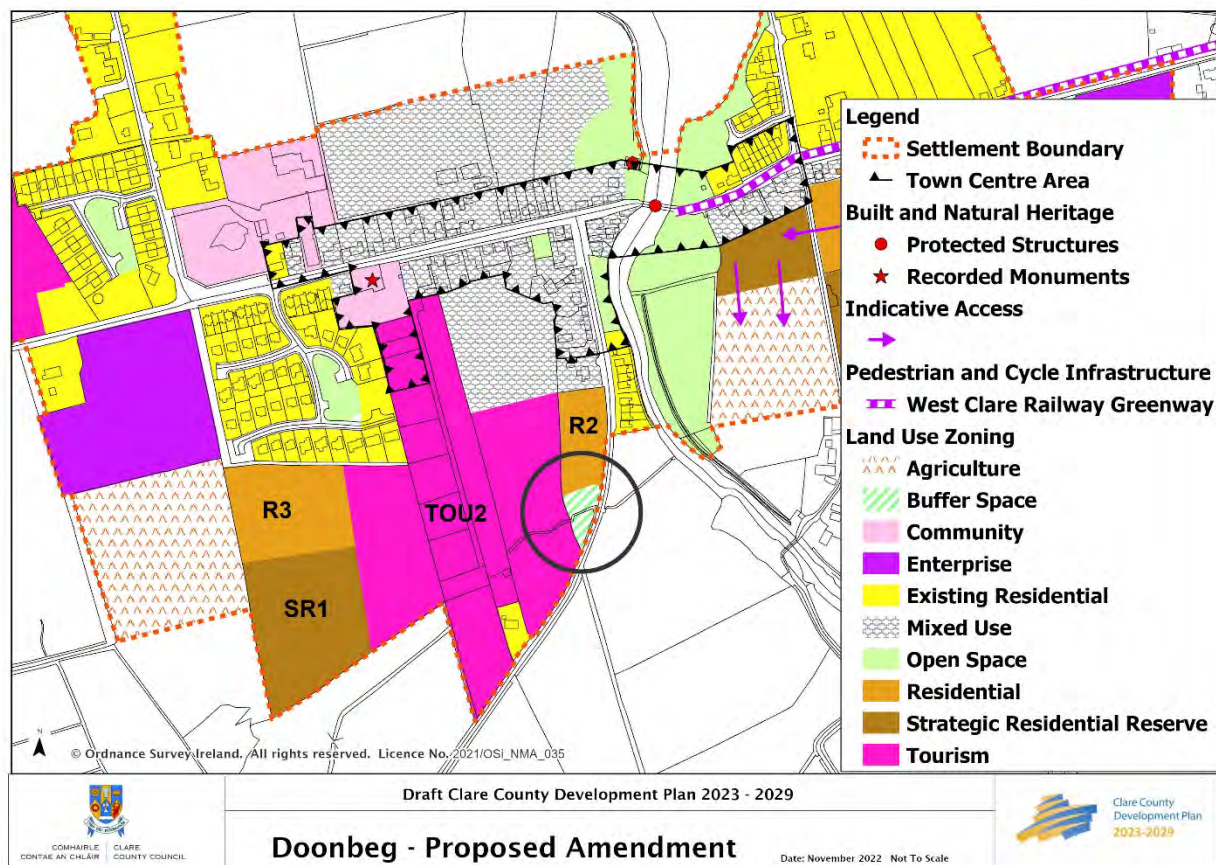 R2
R3
TOU2
SR1
N
© Ordnance Survey Ireland. All rights reserved. Licence No. 2021/OSi_NMA_035
Legend
Settlement Boundary
Town Centre Area
Built and Natural Heritage
Protected Structures
Recorded Monuments
Indicative Access
Pedestrian and Cycle Infrastructure
West Clare Railway Greenway
Land Use Zoning
Agriculture
Buffer Space
Community
Enterprise
Existing Residential
Mixed Use
Open Space
Residential
Strategic Residential Reserve
Tourism
COMHAIRLE CONTAE AN CHLÁIR
CLARE COUNTY COUNCIL
Draft Clare County Development Plan 2023 - 2029
Doonbeg - Proposed Amendment
Date: November 2022 Not To Scale
Clare County
Development Plan
2023-2029